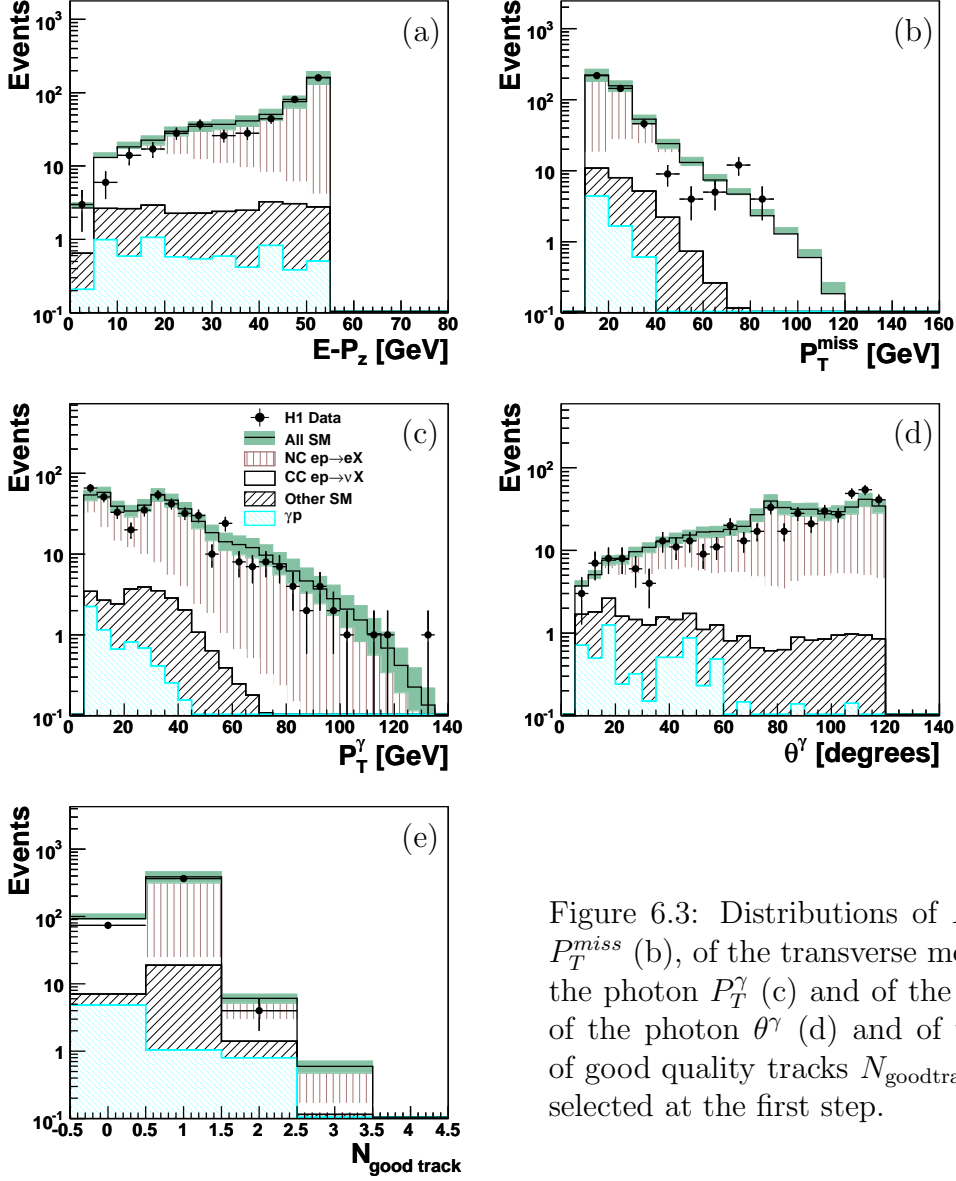 (a)
Events
10³
10²
10
1
10⁻¹
0 10 20 30 40 50 60 70 80
E-P_z [GeV]
(b)
Events
10³
10²
10
1
10⁻¹
0 20 40 60 80 100 120 140 160
P_T^miss [GeV]
(c)
Events
10²
10
1
10⁻¹
H1 Data
All SM
NC ep→eX
CC ep→νX
Other SM
γp
0 20 40 60 80 100 120 140
P_T^γ [GeV]
(d)
Events
10²
10
1
10⁻¹
0 20 40 60 80 100 120 140
θ^γ [degrees]
(e)
Events
10³
10²
10
1
10⁻¹
-0.5 0 0.5 1 1.5 2 2.5 3 3.5 4 4.5
N_good track
Figure 6.3: Distributions of
P_T^miss (b), of the transverse mo
the photon P_T^γ (c) and of the
of the photon θ^γ (d) and of
of good quality tracks N_goodtra
selected at the first step.